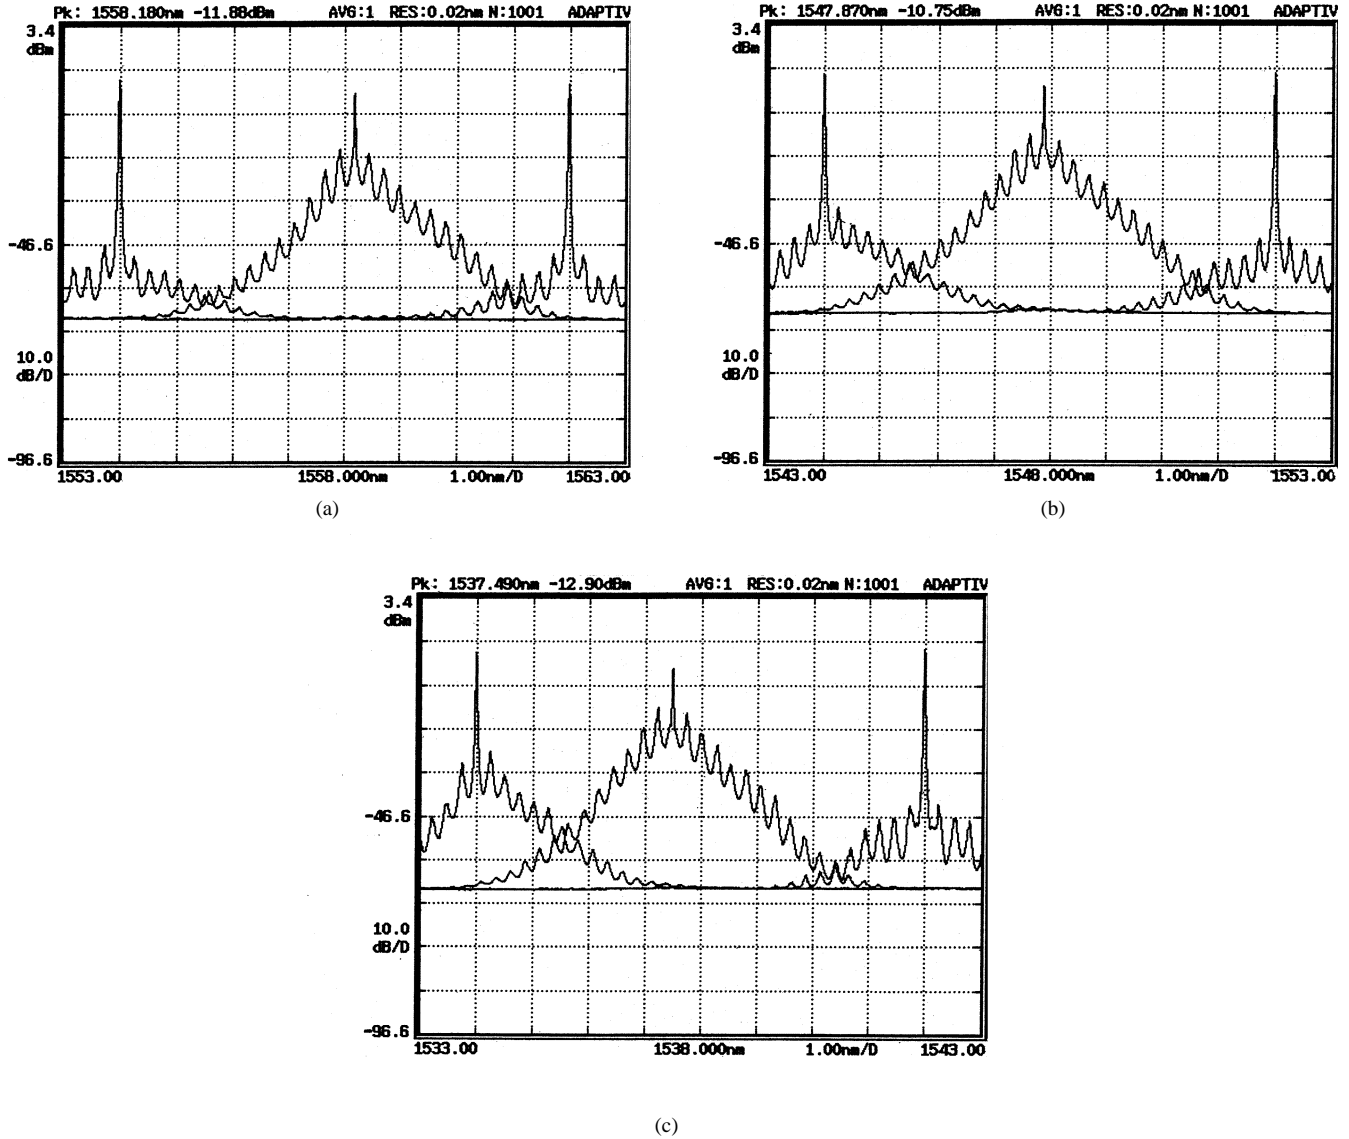 Pk: 1558.180nm -11.88dBm AVG:1 RES:0.02nm N:1001 ADAPTIV
3.4
dBm
-46.6
10.0
dB/D
-96.6
1553.00 1558.000nm 1.00nm/D 1563.00
(a)
Pk: 1547.870nm -10.75dBm AVG:1 RES:0.02nm N:1001 ADAPTIV
3.4
dBm
-46.6
10.0
dB/D
-96.6
1543.00 1548.000nm 1.00nm/D 1553.00
(b)
Pk: 1537.490nm -12.90dBm AVG:1 RES:0.02nm N:1001 ADAPTIV
3.4
dBm
-46.6
10.0
dB/D
-96.6
1533.00 1538.000nm 1.00nm/D 1543.00
(c)